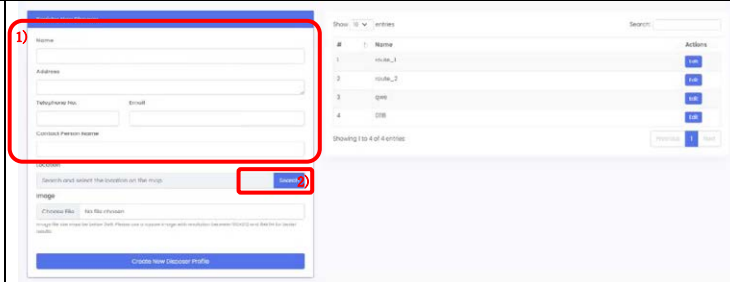 1)
Name
Address
Telephone No.
Email
Contact Person Name
Location
Search and select the location on the map
Search
2)
Image
Choose File No file chosen
Create New Disposer Profile
Show 10 entries
Search:
# Name Actions
1 route_1 Edit
2 route_2 Edit
3 qwe Edit
4 Edit
Showing 1 to 4 of 4 entries
Previous 1 Next